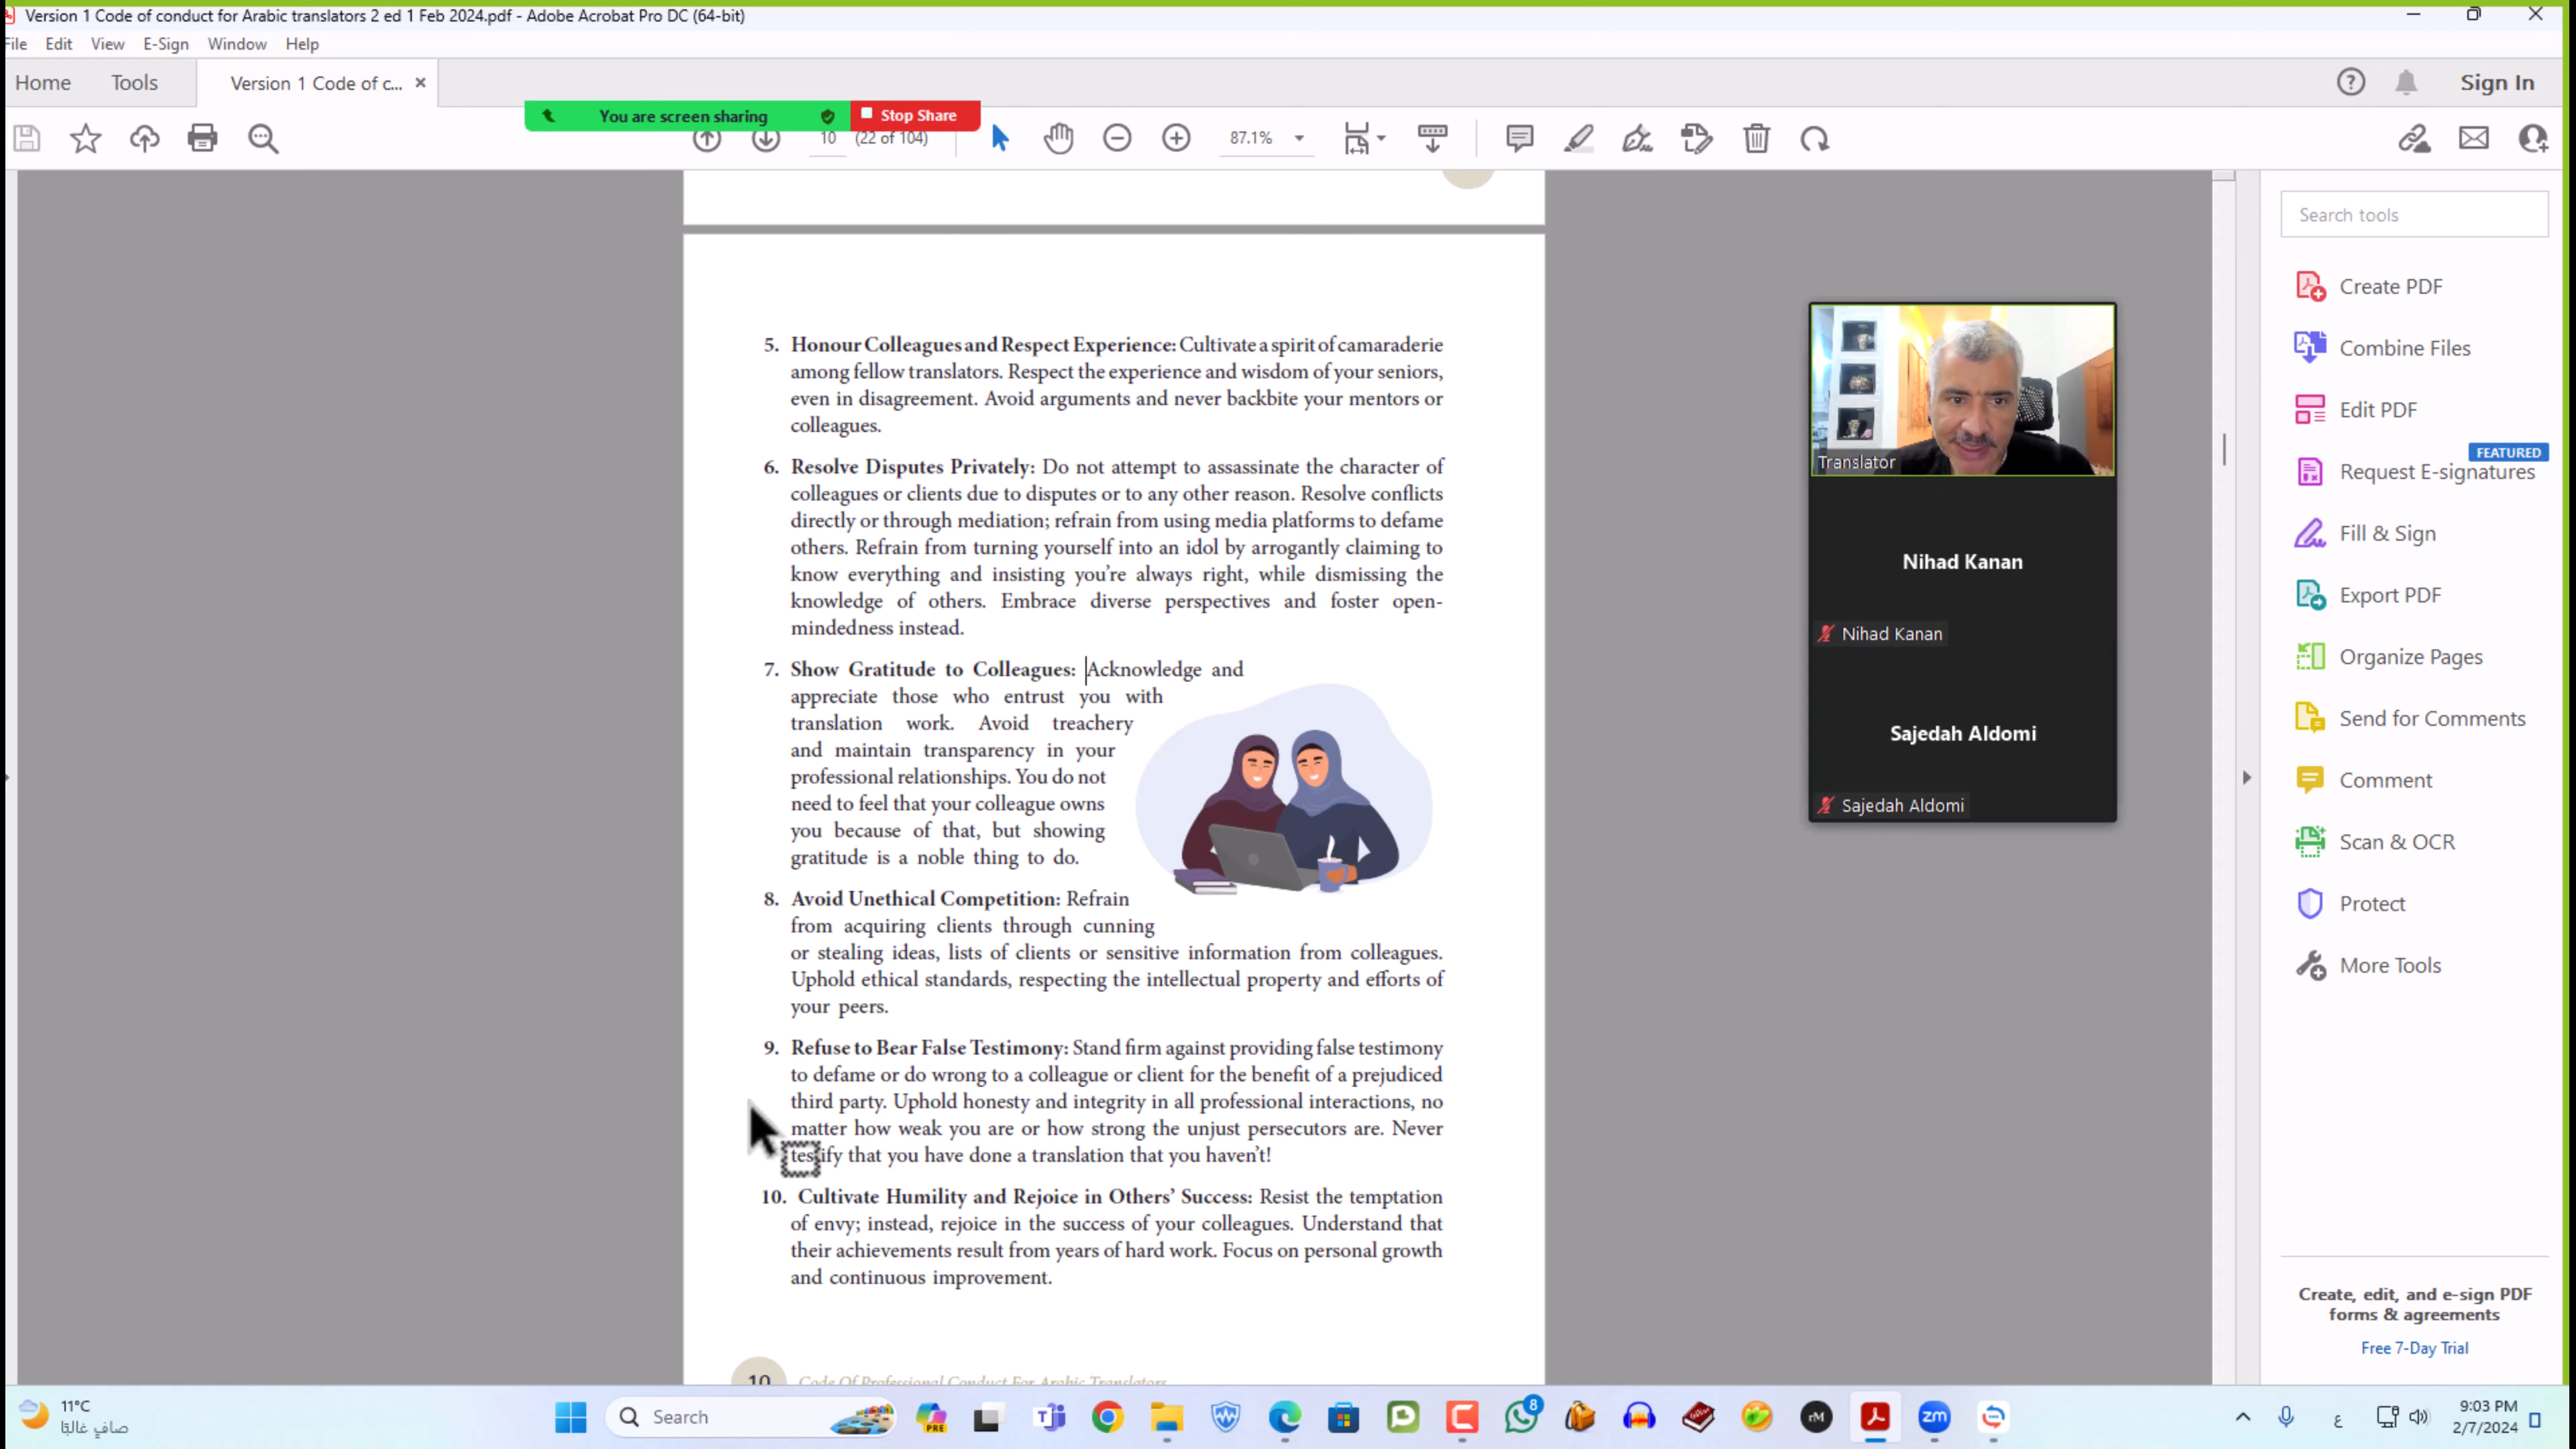 Version 1 Code of conduct for Arabic translators 2 ed 1 Feb 2024.pdf - Adobe Acrobat Pro DC (64-bit)
File Edit View E-Sign Window Help
Home Tools Version 1 Code of c... × Sign In
You are screen sharing Stop Share
10 (22 of 104) 87.1%
5. Honour Colleagues and Respect Experience: Cultivate a spirit of camaraderie
among fellow translators. Respect the experience and wisdom of your seniors,
even in disagreement. Avoid arguments and never backbite your mentors or
colleagues.
6. Resolve Disputes Privately: Do not attempt to assassinate the character of
colleagues or clients due to disputes or to any other reason. Resolve conflicts
directly or through mediation; refrain from using media platforms to defame
others. Refrain from turning yourself into an idol by arrogantly claiming to
know everything and insisting you're always right, while dismissing the
knowledge of others. Embrace diverse perspectives and foster open-
mindedness instead.
7. Show Gratitude to Colleagues: Acknowledge and
appreciate those who entrust you with
translation work. Avoid treachery
and maintain transparency in your
professional relationships. You do not
need to feel that your colleague owns
you because of that, but showing
gratitude is a noble thing to do.
8. Avoid Unethical Competition: Refrain
from acquiring clients through cunning
or stealing ideas, lists of clients or sensitive information from colleagues.
Uphold ethical standards, respecting the intellectual property and efforts of
your peers.
9. Refuse to Bear False Testimony: Stand firm against providing false testimony
to defame or do wrong to a colleague or client for the benefit of a prejudiced
third party. Uphold honesty and integrity in all professional interactions, no
matter how weak you are or how strong the unjust persecutors are. Never
testify that you have done a translation that you haven't!
10. Cultivate Humility and Rejoice in Others' Success: Resist the temptation
of envy; instead, rejoice in the success of your colleagues. Understand that
their achievements result from years of hard work. Focus on personal growth
and continuous improvement.
10 Code Of Professional Conduct For Arabic Translators
Translator
Nihad Kanan
Nihad Kanan
Sajedah Aldomi
Sajedah Aldomi
Search tools
Create PDF
Combine Files
Edit PDF
FEATURED
Request E-signatures
Fill & Sign
Export PDF
Organize Pages
Send for Comments
Comment
Scan & OCR
Protect
More Tools
Create, edit, and e-sign PDF
forms & agreements
Free 7-Day Trial
11°C
صافٍ غالبًا
Search
PRE
8
rM
zm
ع
9:03 PM
2/7/2024